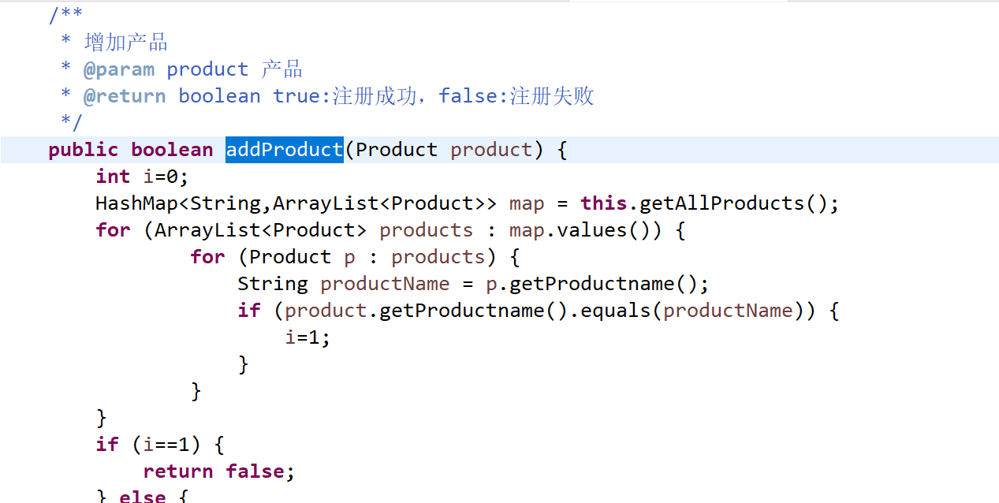 /**
 * 增加产品
 * @param product 产品
 * @return boolean true:注册成功，false:注册失败
 */
public boolean addProduct(Product product) {
    int i=0;
    HashMap<String,ArrayList<Product>> map = this.getAllProducts();
    for (ArrayList<Product> products : map.values()) {
            for (Product p : products) {
                String productName = p.getProductname();
                if (product.getProductname().equals(productName)) {
                    i=1;
                }
            }
    }
    if (i==1) {
        return false;
    } else {